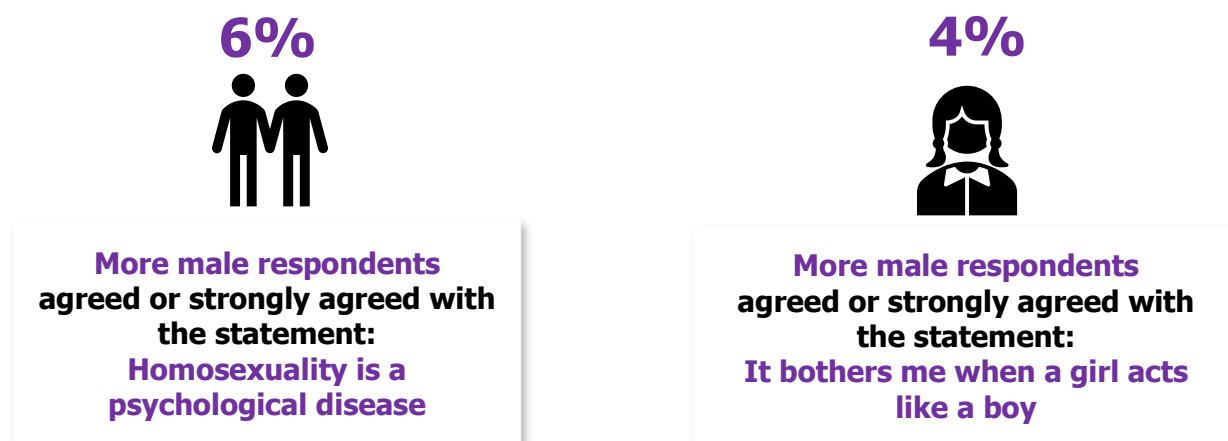 6%
More male respondents
agreed or strongly agreed with
the statement:
Homosexuality is a
psychological disease
4%
More male respondents
agreed or strongly agreed with
the statement:
It bothers me when a girl acts
like a boy